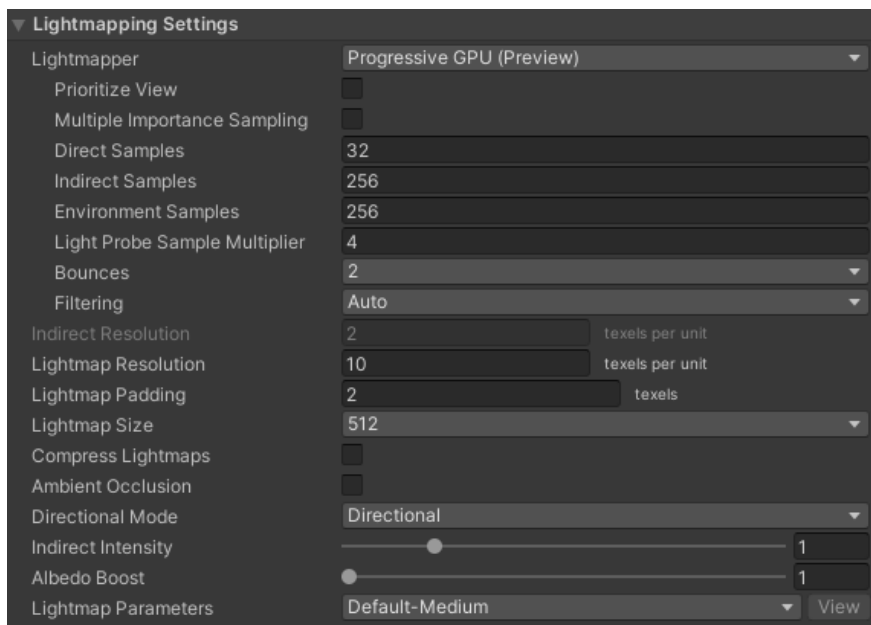 Lightmapping Settings
Lightmapper Progressive GPU (Preview)
Prioritize View
Multiple Importance Sampling
Direct Samples 32
Indirect Samples 256
Environment Samples 256
Light Probe Sample Multiplier 4
Bounces 2
Filtering Auto
Indirect Resolution 2 texels per unit
Lightmap Resolution 10 texels per unit
Lightmap Padding 2 texels
Lightmap Size 512
Compress Lightmaps
Ambient Occlusion
Directional Mode Directional
Indirect Intensity 1
Albedo Boost 1
Lightmap Parameters Default-Medium View